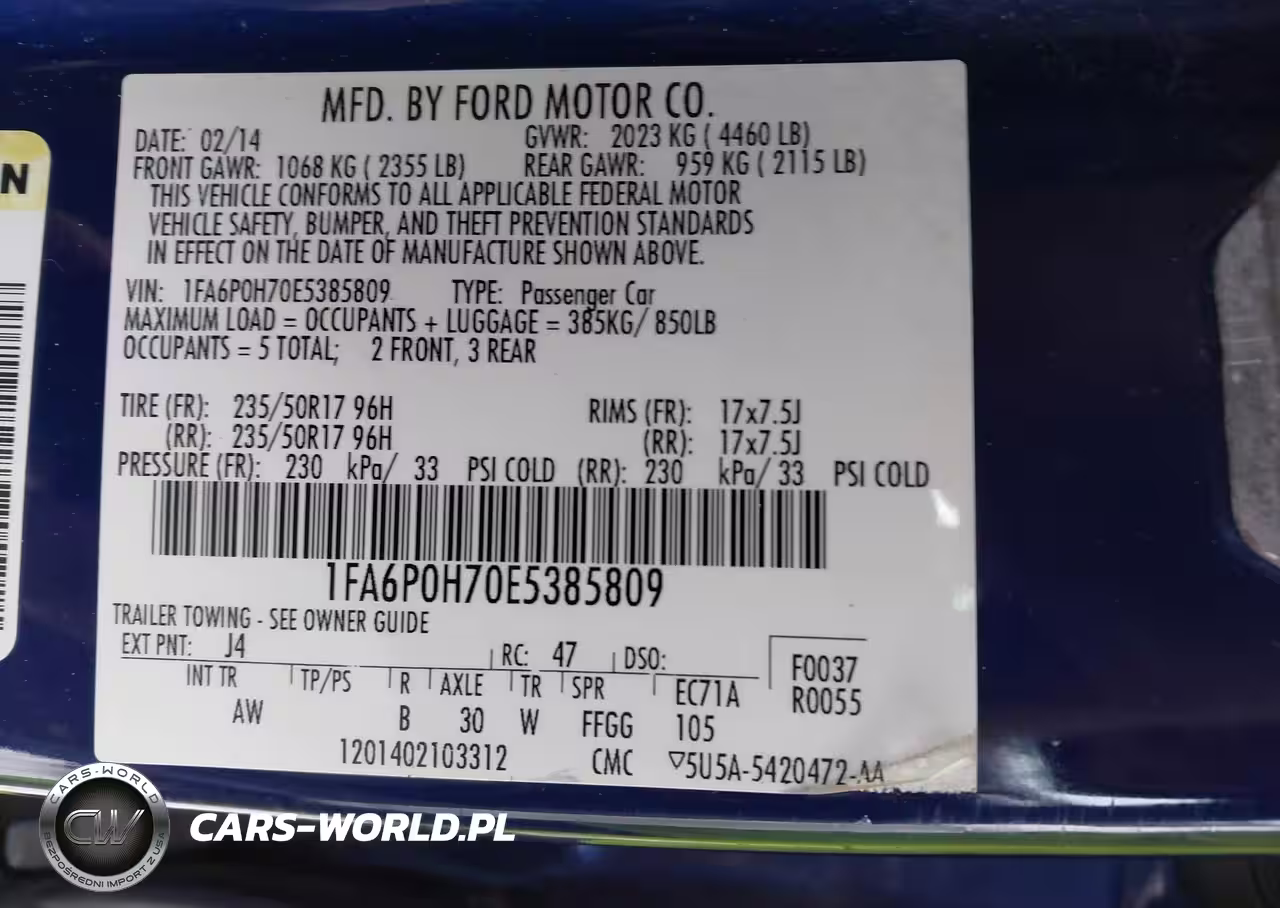 MFD. BY FORD MOTOR CO.
DATE: 02/14 GVWR: 2023 KG ( 4460 LB)
FRONT GAWR: 1068 KG ( 2355 LB) REAR GAWR: 959 KG ( 2115 LB)
THIS VEHICLE CONFORMS TO ALL APPLICABLE FEDERAL MOTOR
VEHICLE SAFETY, BUMPER, AND THEFT PREVENTION STANDARDS
IN EFFECT ON THE DATE OF MANUFACTURE SHOWN ABOVE.
N
VIN: 1FA6P0H70E5385809 TYPE: Passenger Car
MAXIMUM LOAD = OCCUPANTS + LUGGAGE = 385KG/ 850LB
OCCUPANTS = 5 TOTAL; 2 FRONT, 3 REAR
TIRE (FR): 235/50R17 96H RIMS (FR): 17x7.5J
(RR): 235/50R17 96H (RR): 17x7.5J
PRESSURE (FR): 230 kPa/ 33 PSI COLD (RR): 230 kPa/ 33 PSI COLD
1FA6P0H70E5385809
TRAILER TOWING - SEE OWNER GUIDE
EXT PNT: J4 RC: 47 DSO: F0037
INT TR TP/PS R AXLE TR SPR EC71A R0055
AW B 30 W FFGG 105
1201402103312 CMC ▽5U5A-5420472-AA
CARS-WORLD
CW
BEZPOŚREDNI IMPORT Z USA
CARS-WORLD.PL